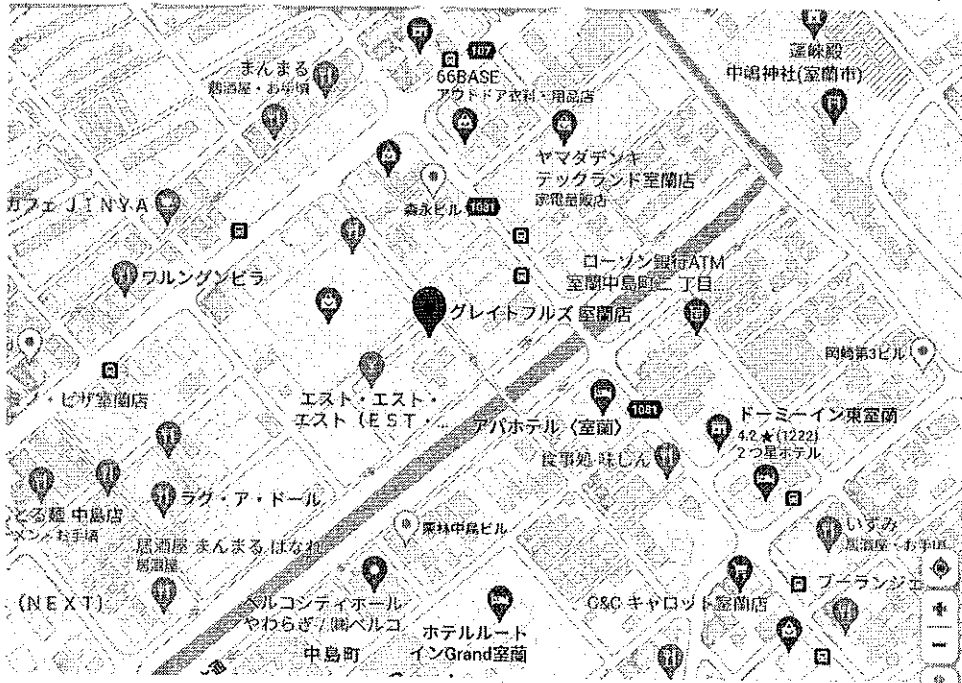 蓬崍殿
中嶋神社(室蘭市)
107
66BASE
アウトドア衣料・用品店
まんまる
居酒屋・お手頃
ヤマダデンキ
テックランド室蘭店
家電量販店
カフェ JINYA
森永ビル
1081
ワルングンピラ
ローソン銀行ATM
室蘭中島町二丁目...
グレイトフルズ 室蘭店
岡崎第3ビル
・ピザ室蘭店
エスト・エスト・
エスト (EST・...
アパホテル〈室蘭〉
1081
ドーミーイン東室蘭
4.2 ★ (1222)
2つ星ホテル
食事処 味しん
ラグ・ア・ドール
とろ麺 中島店
メン・お手頃
栗林中島ビル
いずみ
居酒屋・お手頃
居酒屋 まんまる はなれ
居酒屋
(NEXT)
ベルコシティホール
やわらぎ / ㈱ベルコ
C&C キャロット室蘭店
ブーランジェ
中島町
ホテルルート
インGrand室蘭